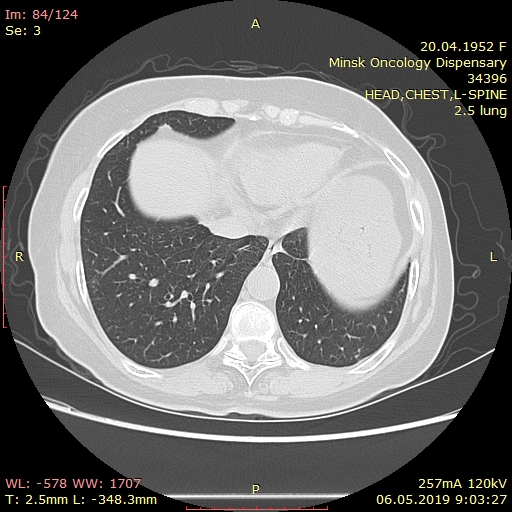 Im: 84/124
Se: 3
A
20.04.1952 F
Minsk Oncology Dispensary
34396
HEAD,CHEST,L-SPINE
2.5 lung
R
L
WL: -578 WW: 1707
T: 2.5mm L: -348.3mm
P
257mA 120kV
06.05.2019 9:03:27